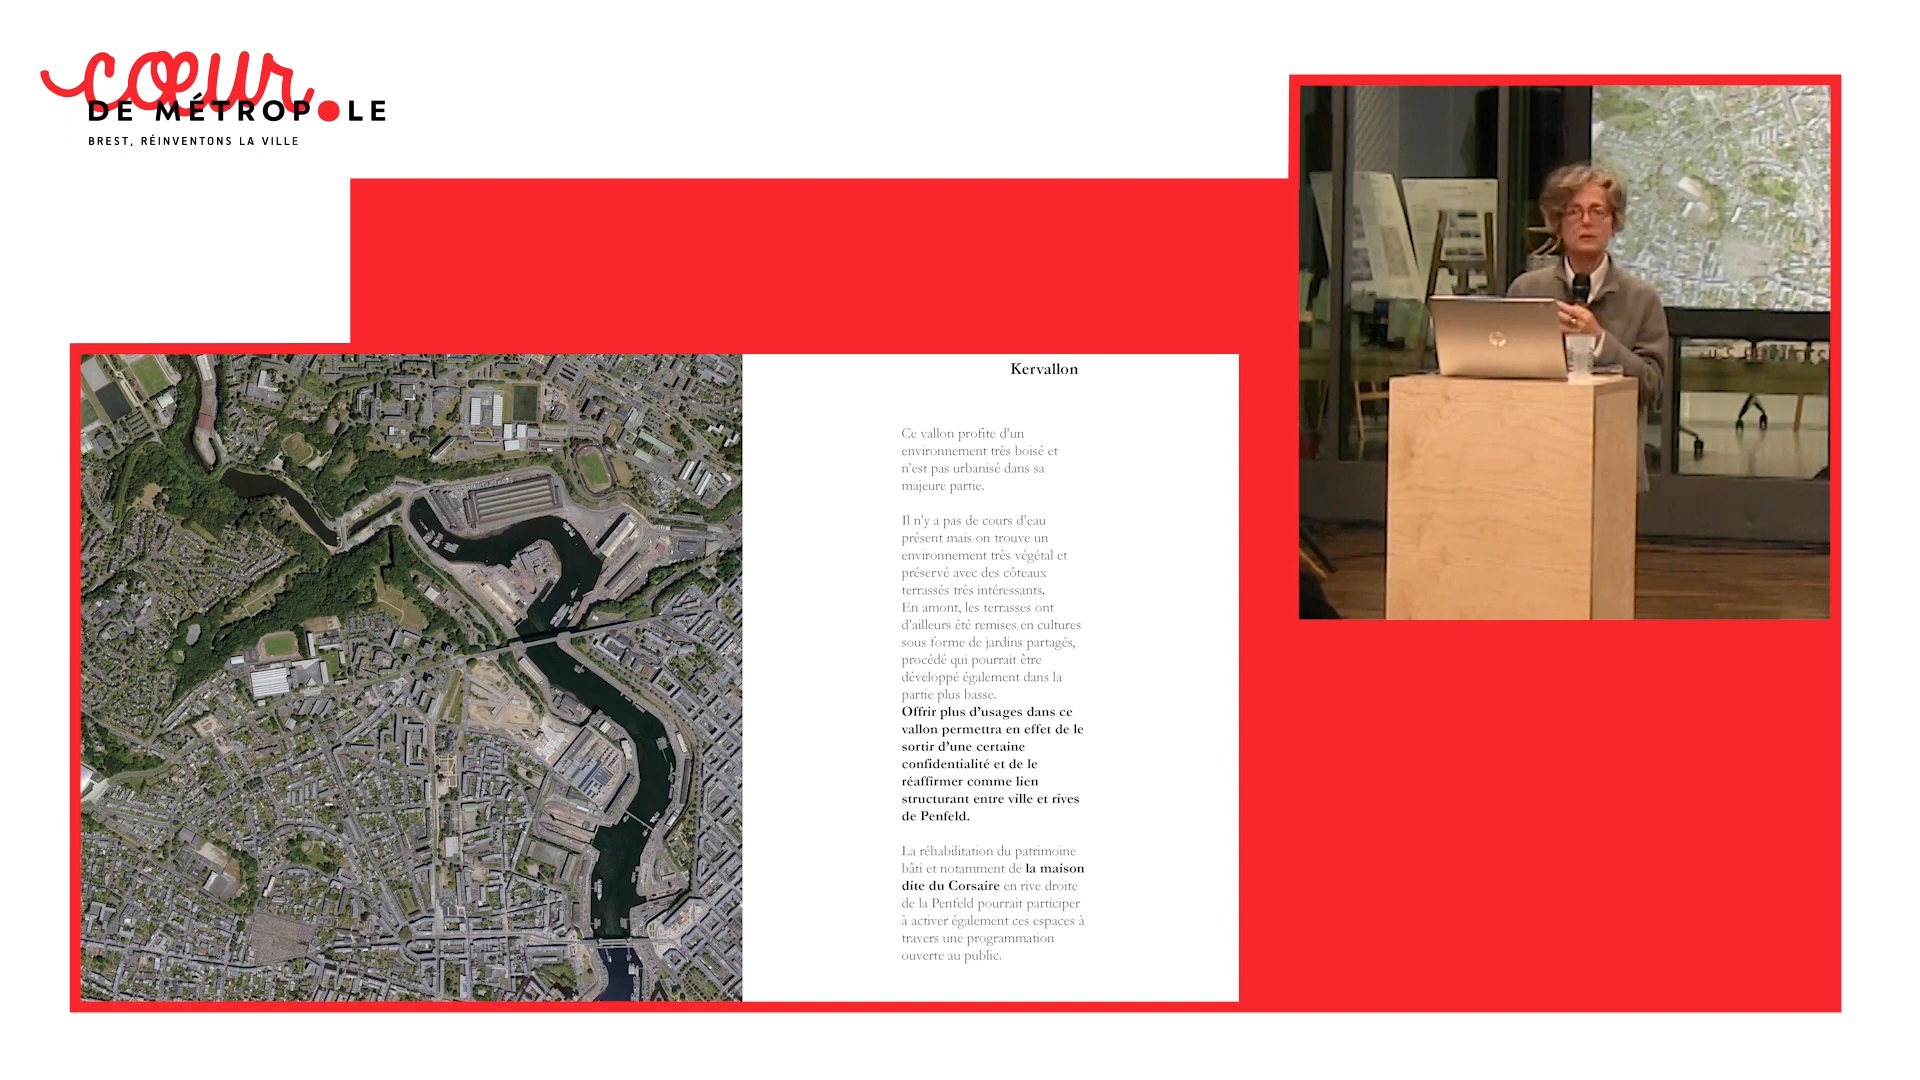 cœur
DE MÉTROPOLE
BREST, RÉINVENTONS LA VILLE
Kervallon
Ce vallon profite d'un
environnement très boisé et
n'est pas urbanisé dans sa
majeure partie.
Il n'y a pas de cours d'eau
présent mais on trouve un
environnement très végétal et
préservé avec des côteaux
terrassés très intéressants.
En amont, les terrasses ont
d'ailleurs été remises en cultures
sous forme de jardins partagés,
procédé qui pourrait être
développé également dans la
partie plus basse.
Offrir plus d'usages dans ce
vallon permettra en effet de le
sortir d'une certaine
confidentialité et de le
réaffirmer comme lien
structurant entre ville et rives
de Penfeld.
La réhabilitation du patrimoine
bâti et notamment de la maison
dite du Corsaire en rive droite
de la Penfeld pourrait participer
à activer également ces espaces à
travers une programmation
ouverte au public.
hp